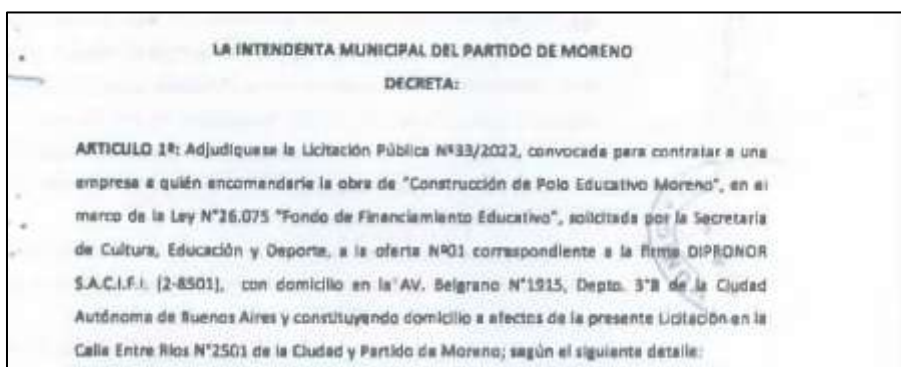 LA INTENDENTA MUNICIPAL DEL PARTIDO DE MORENO
DECRETA:
ARTICULO 1º: Adjudíquese la Licitación Pública Nº33/2022, convocada para contratar a una
empresa a quién encomendarle la obra de "Construcción de Polo Educativo Moreno", en el
marco de la Ley N°26.075 "Fondo de Financiamiento Educativo", solicitada por la Secretaría
de Cultura, Educación y Deporte, a la oferta Nº01 correspondiente a la firma DIPRONOR
S.A.C.I.F.I. (2-8501), con domicilio en la AV. Belgrano N°1915, Depto. 3°B de la Ciudad
Autónoma de Buenos Aires y constituyendo domicilio a efectos de la presente Licitación en la
Calle Entre Ríos N°2501 de la Ciudad y Partido de Moreno; según el siguiente detalle: